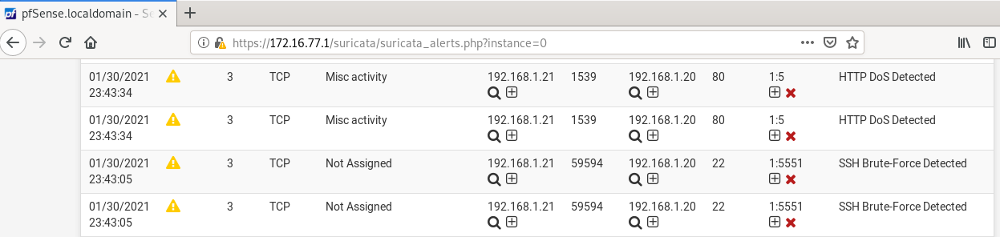 pfSense.localdomain - Se
https://172.16.77.1/suricata/suricata_alerts.php?instance=0
01/30/2021 3 TCP Misc activity 192.168.1.21 1539 192.168.1.20 80 1:5 HTTP DoS Detected
23:43:34
01/30/2021 3 TCP Misc activity 192.168.1.21 1539 192.168.1.20 80 1:5 HTTP DoS Detected
23:43:34
01/30/2021 3 TCP Not Assigned 192.168.1.21 59594 192.168.1.20 22 1:5551 SSH Brute-Force Detected
23:43:05
01/30/2021 3 TCP Not Assigned 192.168.1.21 59594 192.168.1.20 22 1:5551 SSH Brute-Force Detected
23:43:05